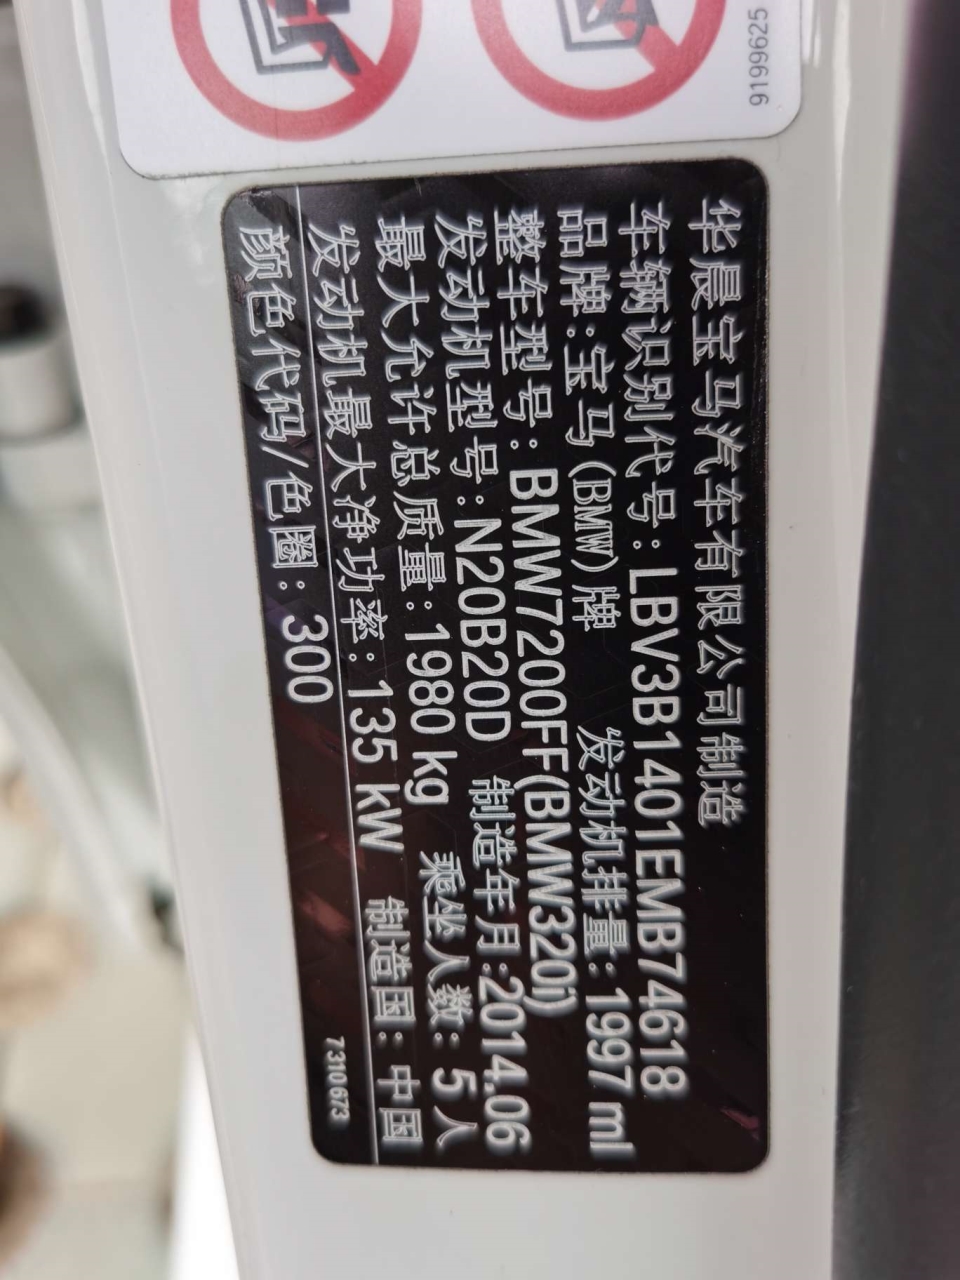 9199625
华晨宝马汽车有限公司制造
车辆识别代号:LBV3B1401EMB74618
品牌:宝马(BMW)牌 发动机排量:1997 ml
整车型号:BMW7200FF(BMW320i)
发动机型号:N20B20D 制造年月:2014.06
最大允许总质量:1980 kg 乘坐人数:5人
发动机最大净功率:135 kW 制造国:中国
颜色代码/色圈:300
7310673